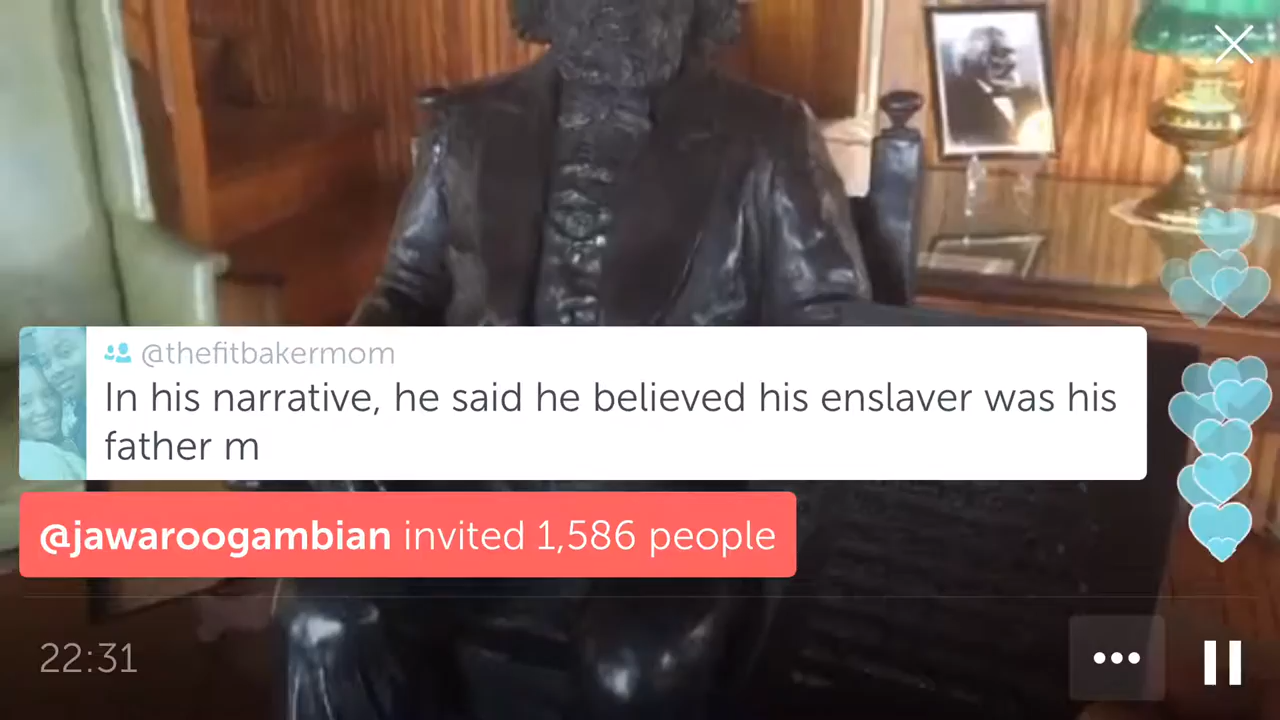 @thefitbakermom
In his narrative, he said he believed his enslaver was his
father m
@jawaroogambian invited 1,586 people
22:31